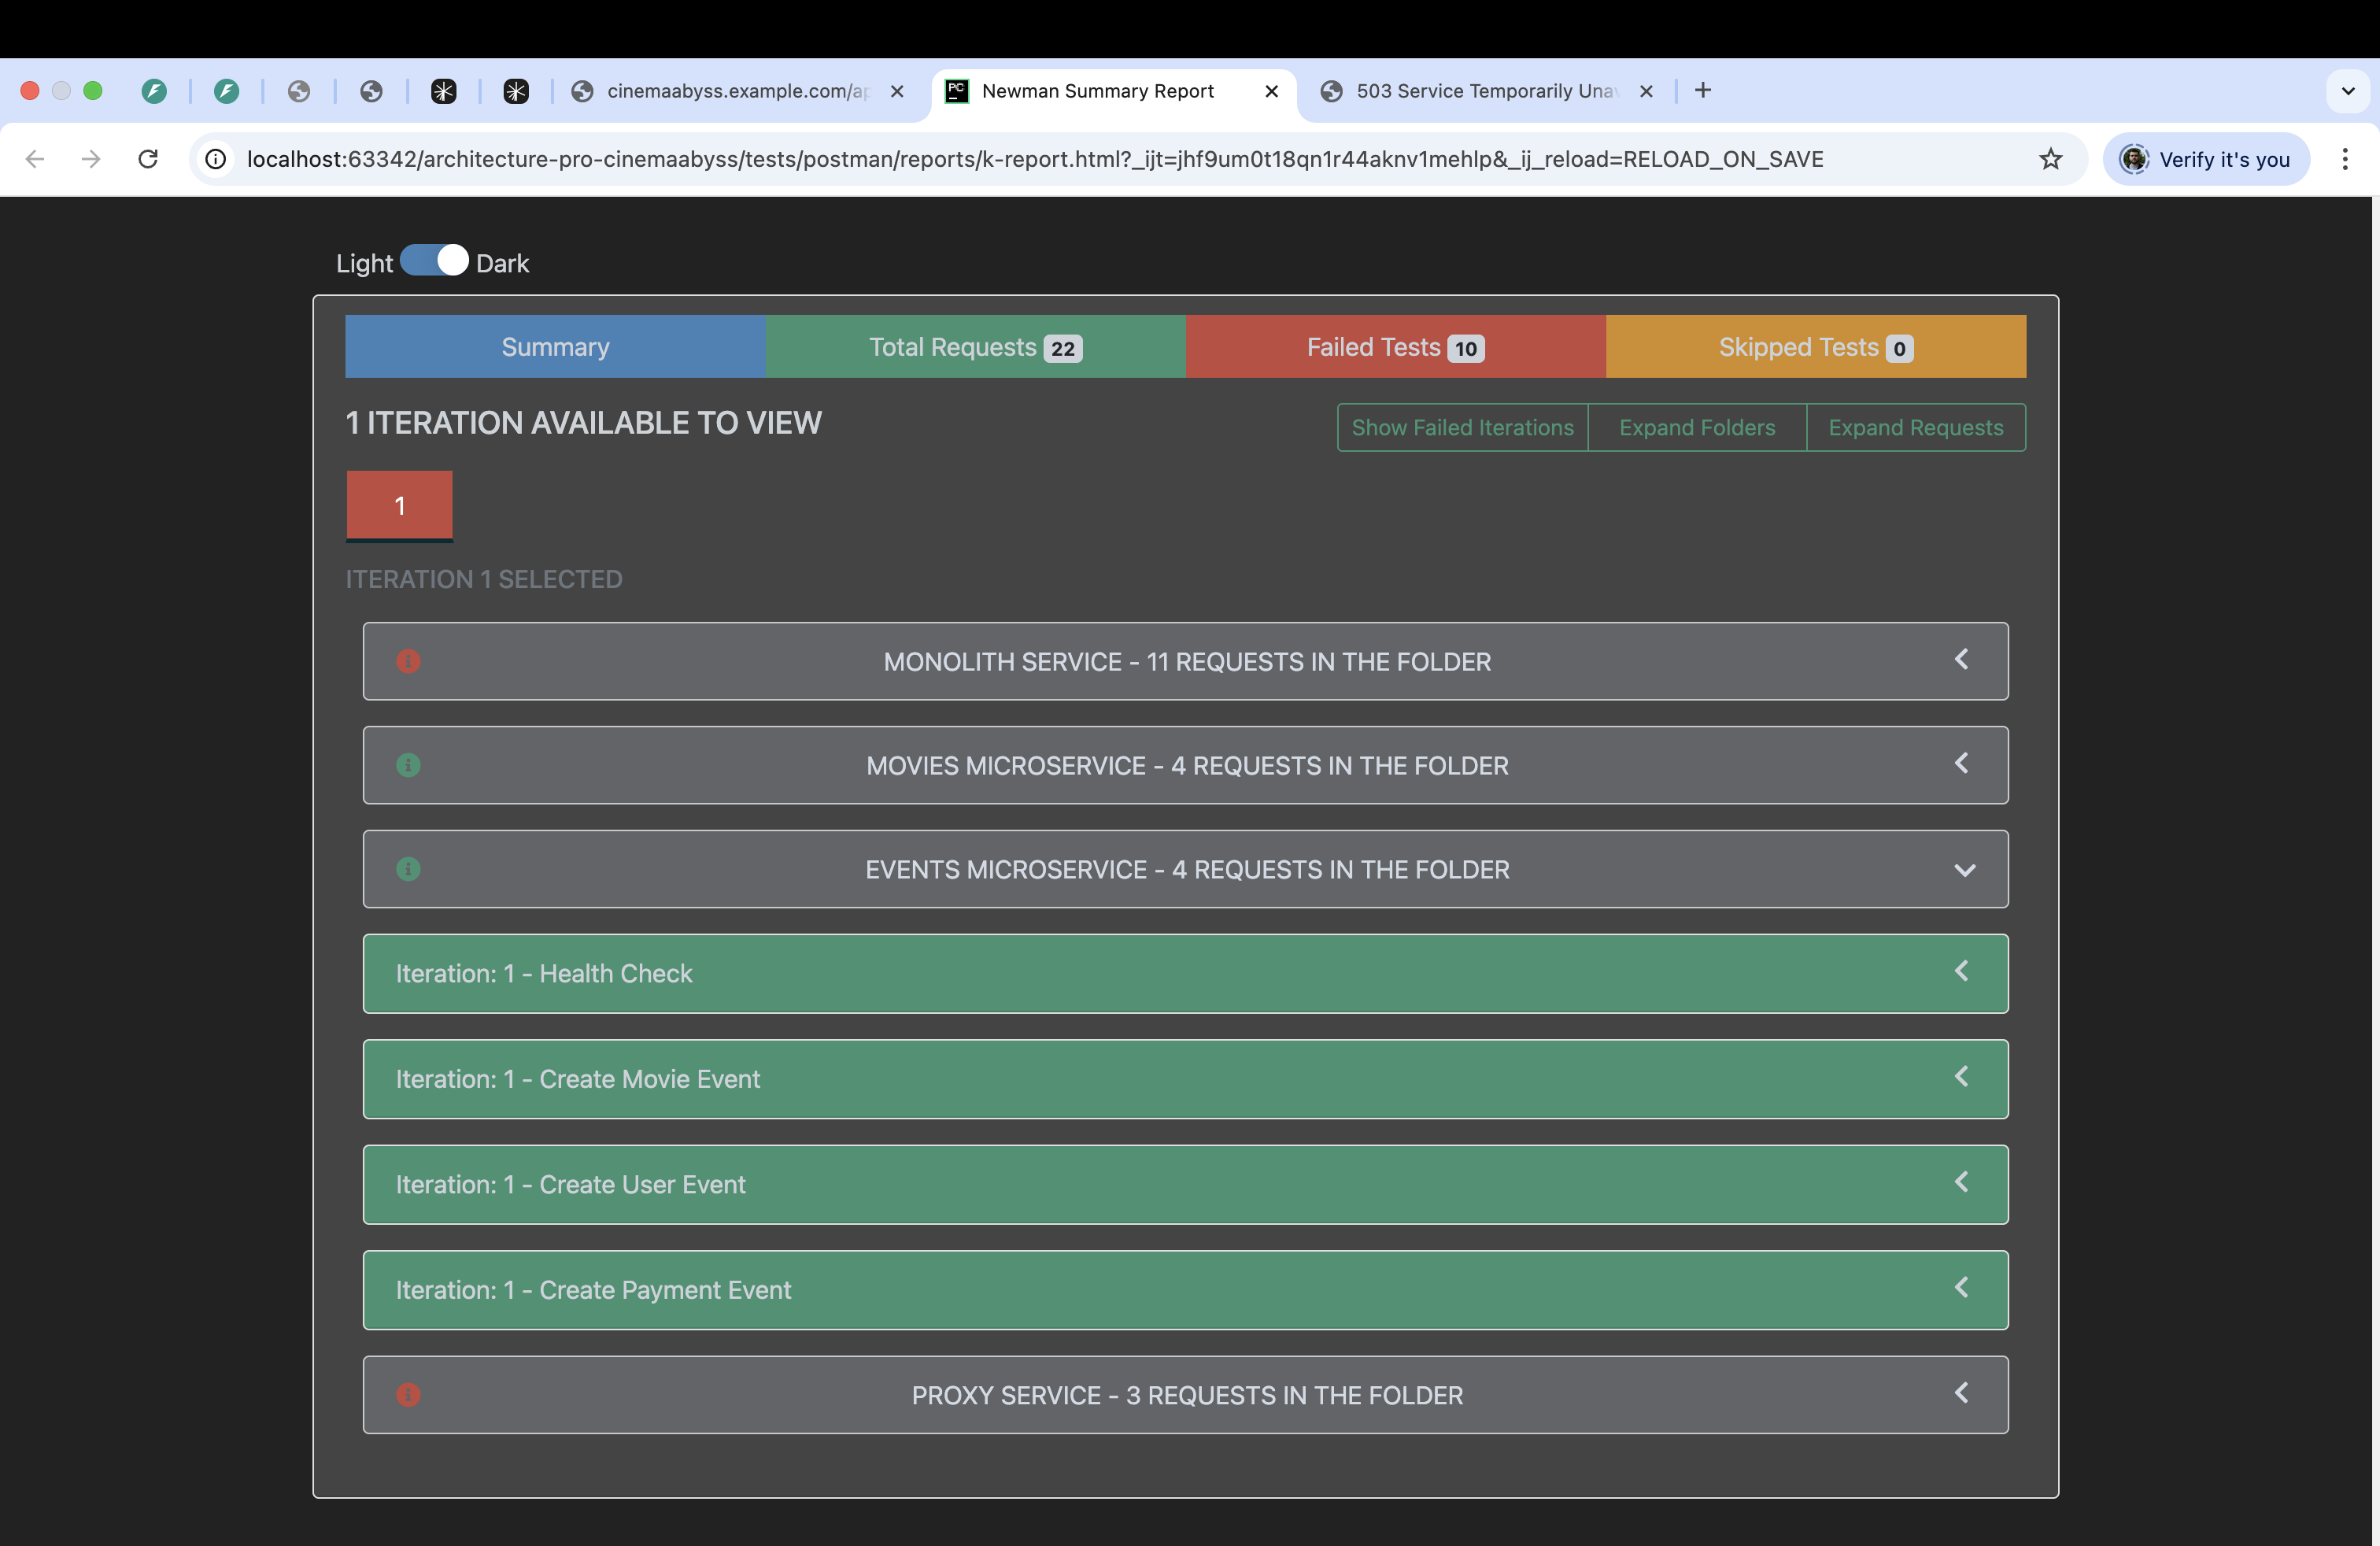 cinemaabyss.example.com/ap
Newman Summary Report
503 Service Temporarily Unav
localhost:63342/architecture-pro-cinemaabyss/tests/postman/reports/k-report.html?_ijt=jhf9um0t18qn1r44aknv1mehlp&_ij_reload=RELOAD_ON_SAVE
Verify it's you
Light Dark
Summary Total Requests 22 Failed Tests 10 Skipped Tests 0
1 ITERATION AVAILABLE TO VIEW
Show Failed Iterations Expand Folders Expand Requests
1
ITERATION 1 SELECTED
MONOLITH SERVICE - 11 REQUESTS IN THE FOLDER
MOVIES MICROSERVICE - 4 REQUESTS IN THE FOLDER
EVENTS MICROSERVICE - 4 REQUESTS IN THE FOLDER
Iteration: 1 - Health Check
Iteration: 1 - Create Movie Event
Iteration: 1 - Create User Event
Iteration: 1 - Create Payment Event
PROXY SERVICE - 3 REQUESTS IN THE FOLDER